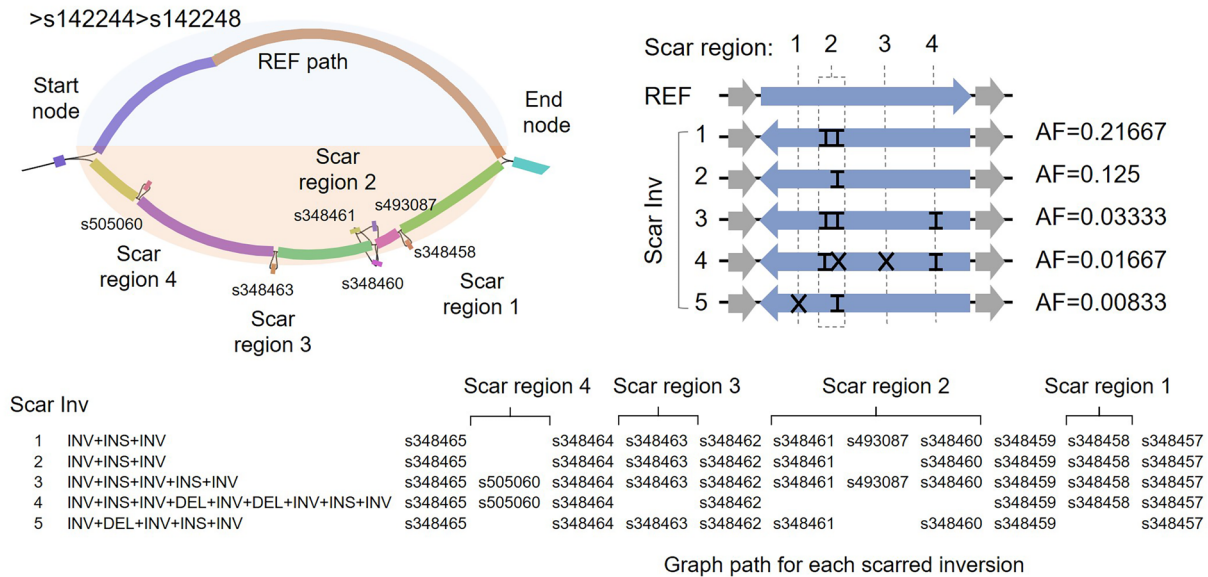 >s142244>s142248
REF path
Start
node
End
node
Scar
region 2
s348461
s493087
s505060
s348458
Scar
region 4
s348463
s348460
Scar
region 1
Scar
region 3
Scar region: 1 2 3 4
REF
Scar Inv
1 AF=0.21667
2 AF=0.125
3 AF=0.03333
4 AF=0.01667
5 AF=0.00833
Scar region 4 Scar region 3 Scar region 2 Scar region 1
Scar Inv
1 INV+INS+INV s348465 s348464 s348463 s348462 s348461 s493087 s348460 s348459 s348458 s348457
2 INV+INS+INV s348465 s348464 s348463 s348462 s348461 s348460 s348459 s348458 s348457
3 INV+INS+INV+INS+INV s348465 s505060 s348464 s348463 s348462 s348461 s493087 s348460 s348459 s348458 s348457
4 INV+INS+INV+DEL+INV+DEL+INV+INS+INV s348465 s505060 s348464 s348462 s348459 s348458 s348457
5 INV+DEL+INV+INS+INV s348465 s348464 s348463 s348462 s348461 s348460 s348459 s348457
Graph path for each scarred inversion